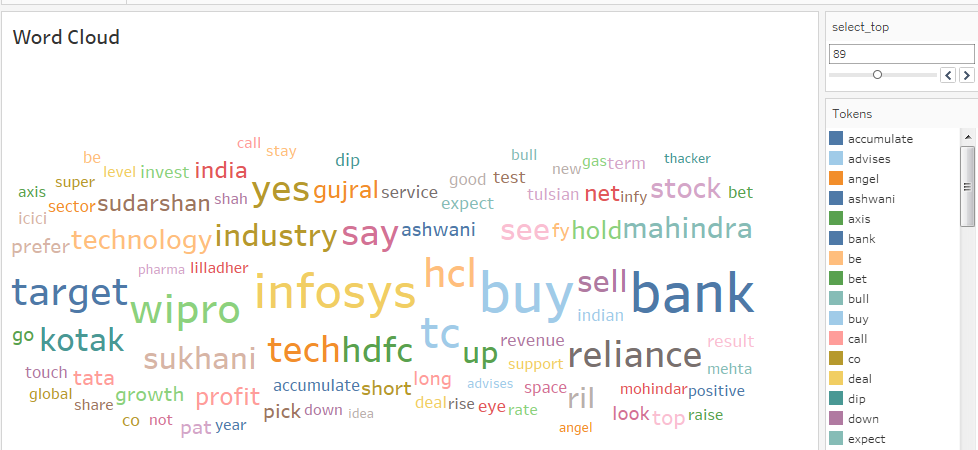 Word Cloud
call
be
stay
level
invest
india
dip
bull
new
gas
term
thacker
axis
super
sector
sudarshan
shah
yes
gujral
service
good
test
expect
tulsian
net
infy
stock
bet
icici
prefer
technology
industry
say
ashwani
see
fy
hold
mahindra
pharma
lilladher
target
wipro
infosys
hcl
buy
sell
indian
bank
go
kotak
sukhani
tech
hdfc
tc
up
revenue
reliance
result
touch
tata
support
mehta
global
share
growth
profit
accumulate
short
long
advises
space
mohindar
positive
deal
rise
eye
rate
ril
co
not
pat
year
pick
down
idea
angel
look
top
raise
select_top
89
Tokens
accumulate
advises
angel
ashwani
axis
bank
be
bet
bull
buy
call
co
deal
dip
down
expect